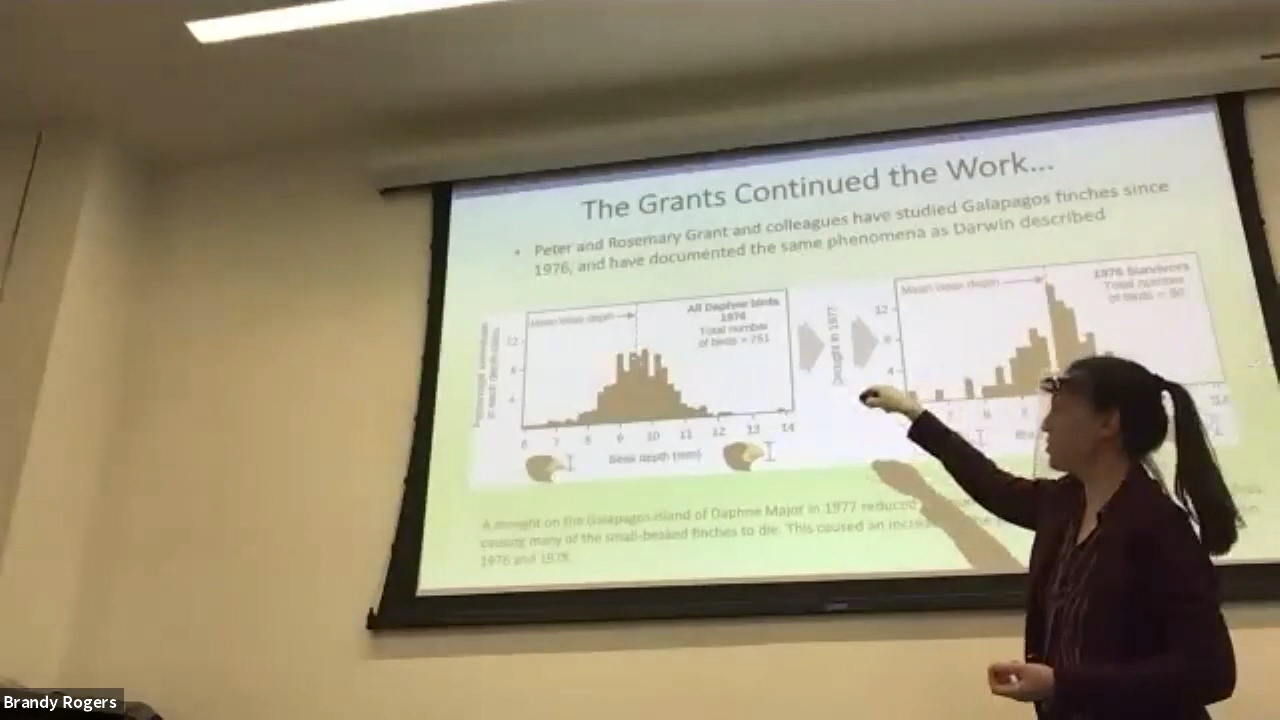 The Grants Continued the Work...
• Peter and Rosemary Grant and colleagues have studied Galapagos finches since
1976, and have documented the same phenomena as Darwin described
Mean beak depth
All Daphne birds
1976
Total number
of birds = 751
12
8
4
6 7 8 9 10 11 12 13 14
Beak depth (mm)
Drought in 1977
Mean beak depth
1978 Survivors
Total number
of birds = 90
12
8
4
A drought on the Galapagos island of Daphne Major in 1977 reduced
causing many of the small-beaked finches to die. This caused an
1976 and 1978.
Brandy Rogers